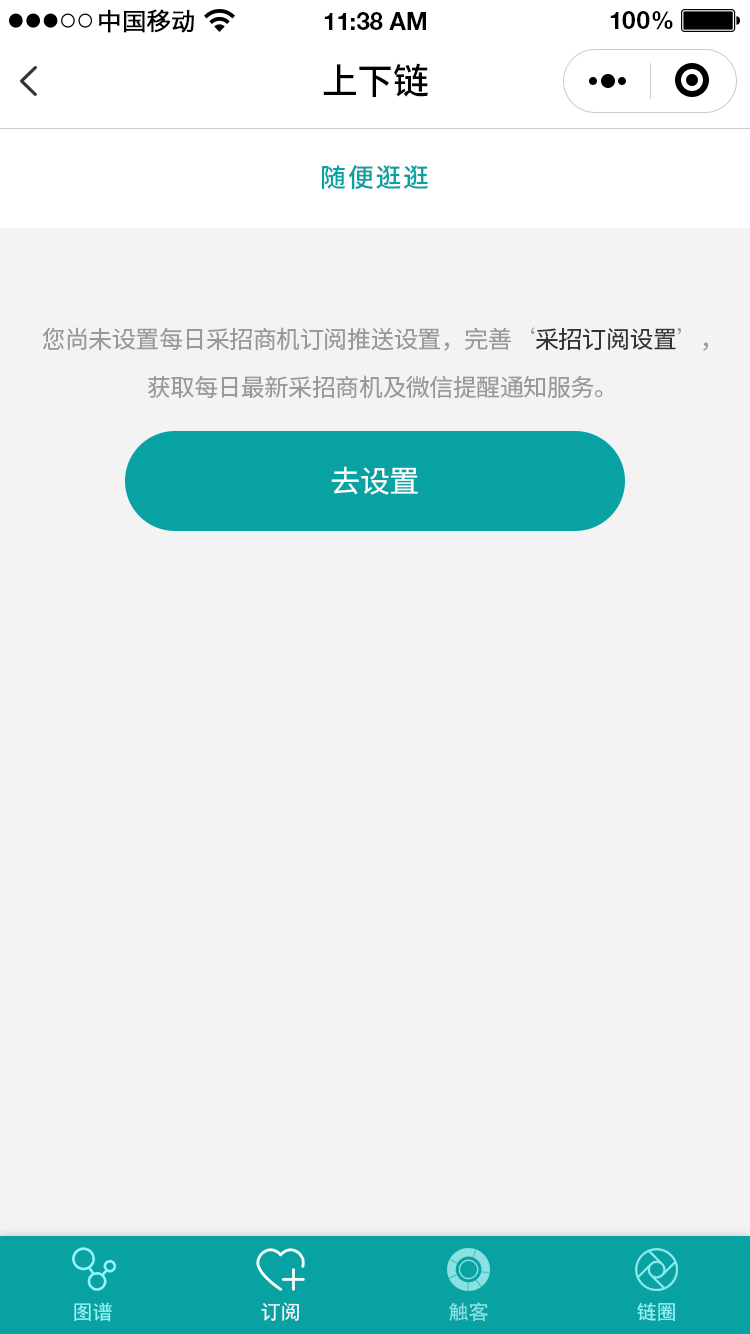 中国移动 11:38 AM 100%
上下链
随便逛逛
您尚未设置每日采招商机订阅推送设置，完善‘采招订阅设置’，
获取每日最新采招商机及微信提醒通知服务。
去设置
图谱 订阅 触客 链圈